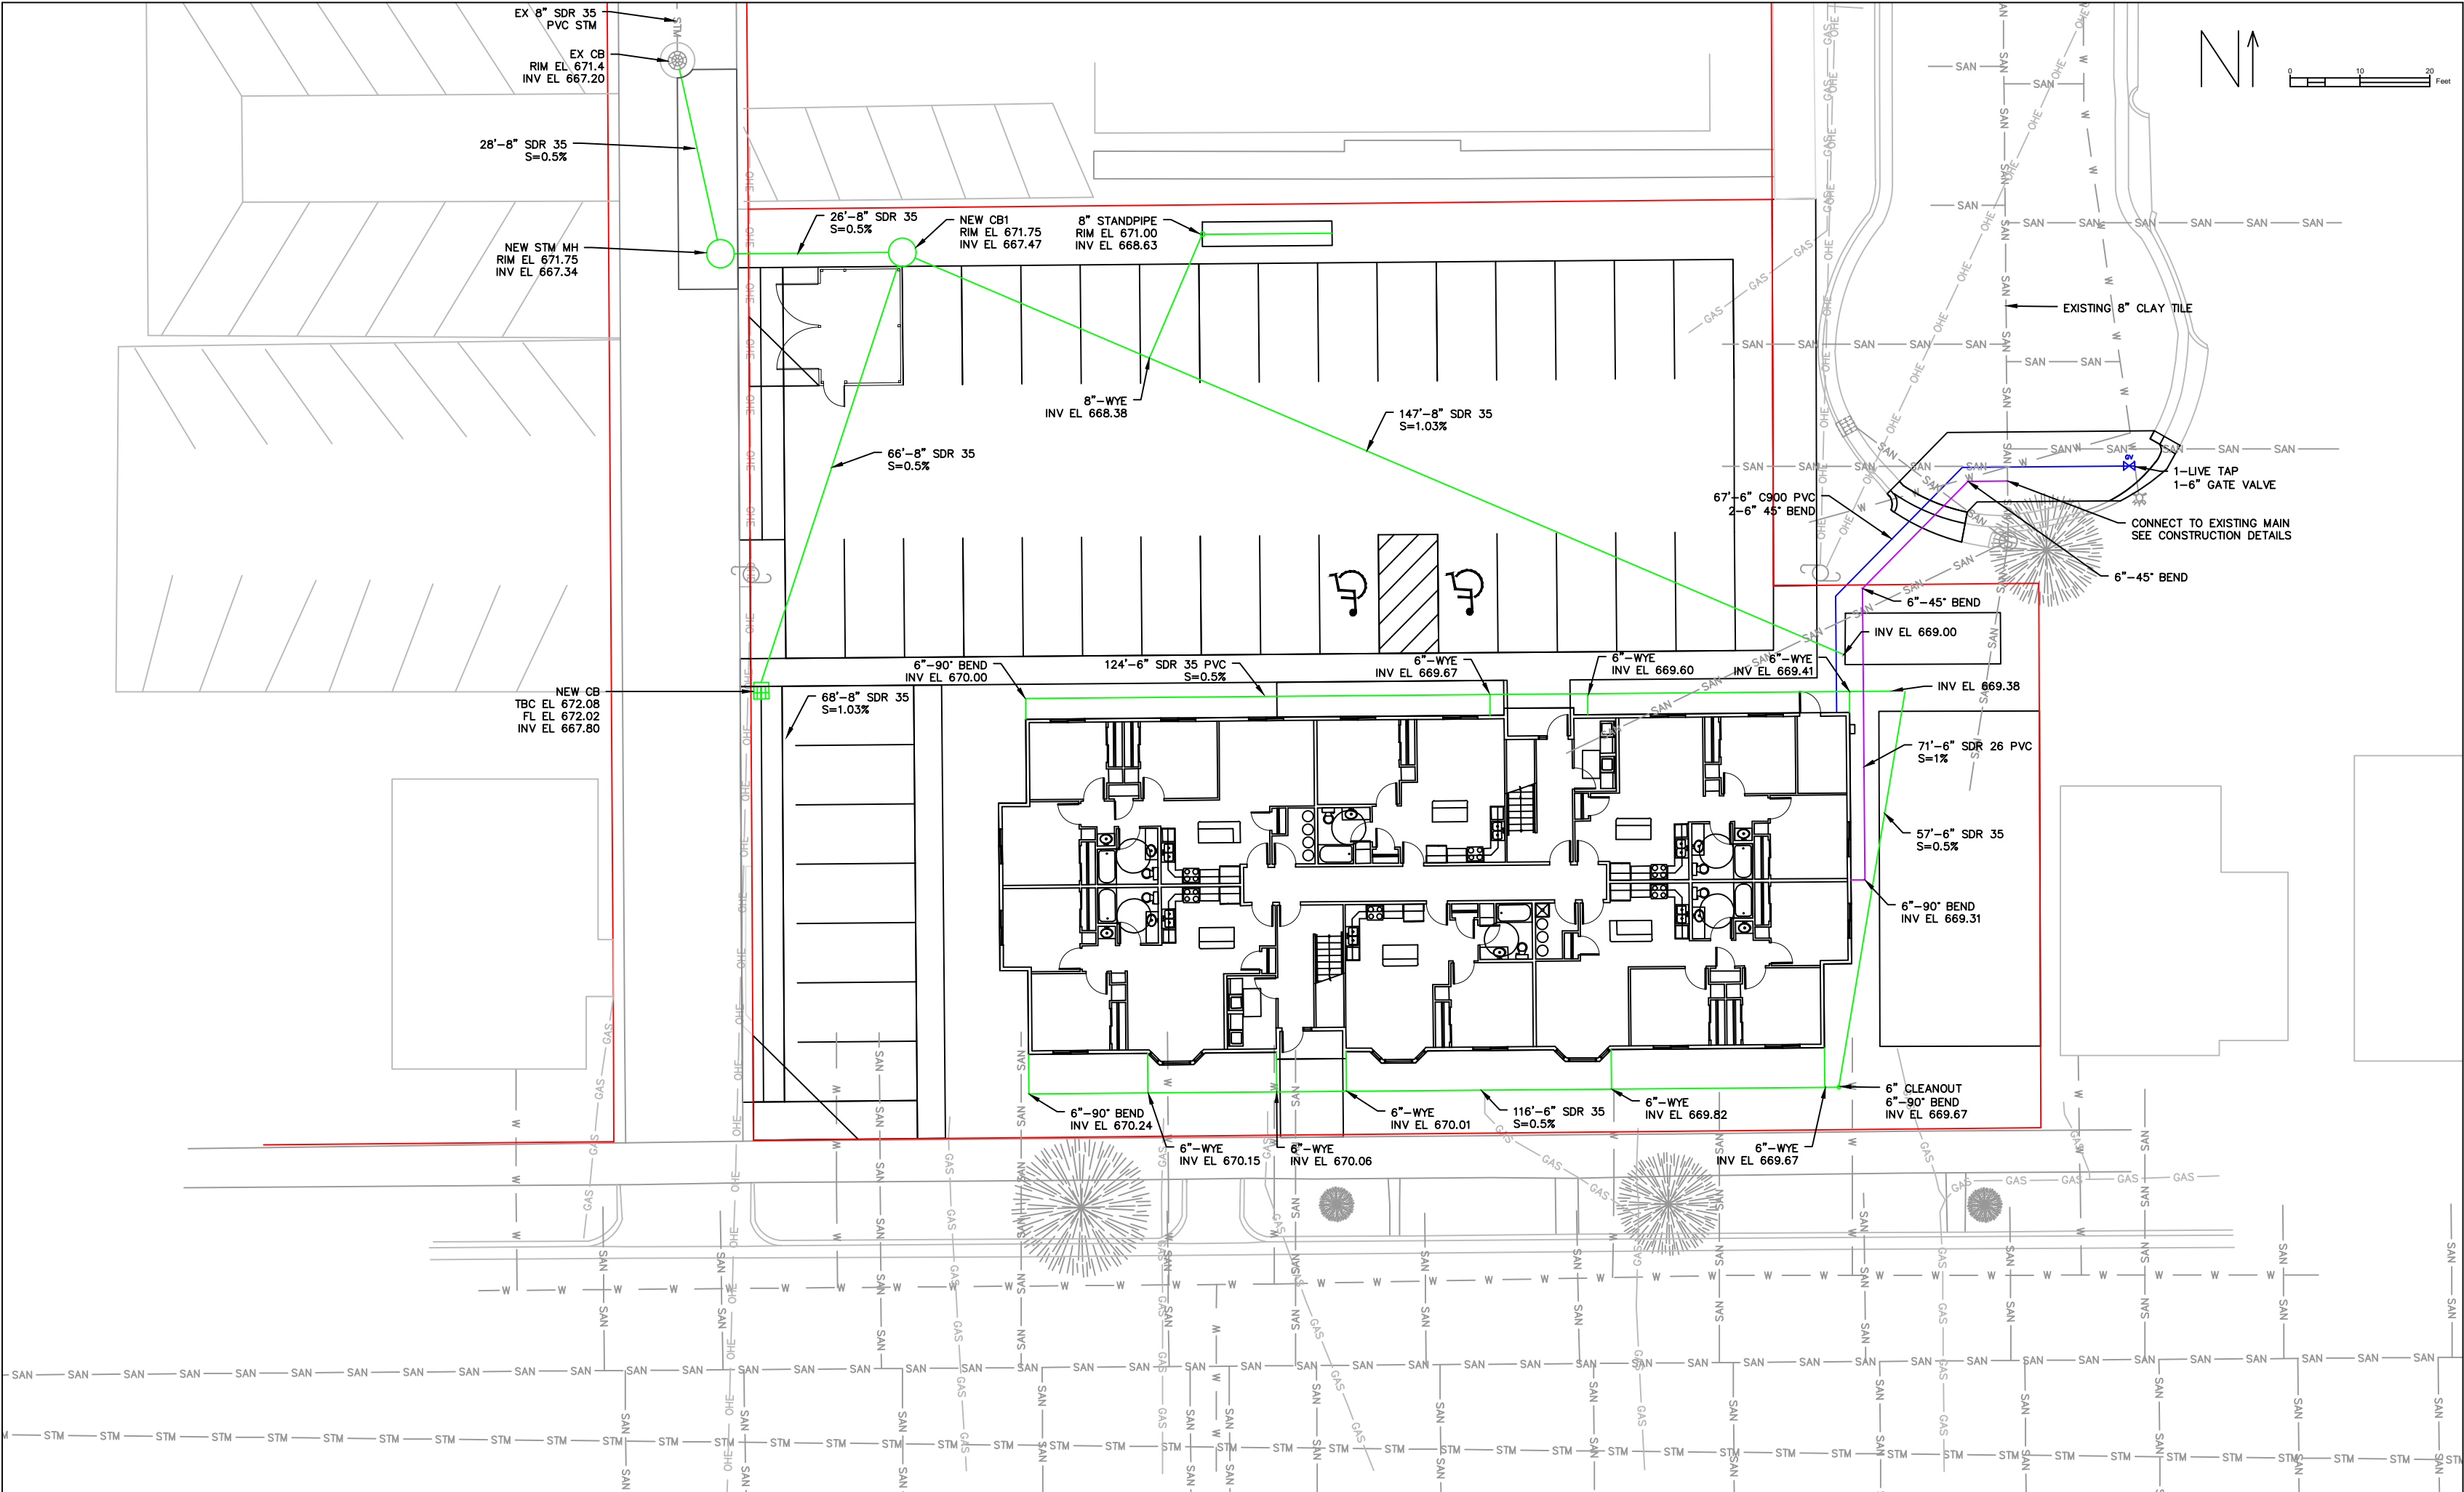 EX 8" SDR 35
PVC STM
EX CB
RIM EL 671.4
INV EL 667.20
N
0 10 20
Feet
28'-8" SDR 35
S=0.5%
26'-8" SDR 35
S=0.5%
NEW CB1
RIM EL 671.75
INV EL 667.47
8" STANDPIPE
RIM EL 671.00
INV EL 668.63
NEW STM MH
RIM EL 671.75
INV EL 667.34
EXISTING 8" CLAY TILE
8"-WYE
INV EL 668.38
147'-8" SDR 35
S=1.03%
66'-8" SDR 35
S=0.5%
GV
1-LIVE TAP
1-6" GATE VALVE
67'-6" C900 PVC
2-6" 45° BEND
CONNECT TO EXISTING MAIN
SEE CONSTRUCTION DETAILS
6"-45° BEND
6"-45° BEND
INV EL 669.00
6"-90° BEND
INV EL 670.00
124'-6" SDR 35 PVC
S=0.5%
6"-WYE
INV EL 669.67
6"-WYE
INV EL 669.60
6"-WYE
INV EL 669.41
INV EL 669.38
NEW CB
TBC EL 672.08
FL EL 672.02
INV EL 667.80
68'-8" SDR 35
S=1.03%
71'-6" SDR 26 PVC
S=1%
57'-6" SDR 35
S=0.5%
6"-90° BEND
INV EL 669.31
6"-90° BEND
INV EL 670.24
6"-WYE
INV EL 670.15
6"-WYE
INV EL 670.06
6"-WYE
INV EL 670.01
116'-6" SDR 35
S=0.5%
6"-WYE
INV EL 669.82
6"-WYE
INV EL 669.67
6" CLEANOUT
6"-90° BEND
INV EL 669.67
STM
OHE
GAS
SAN
W